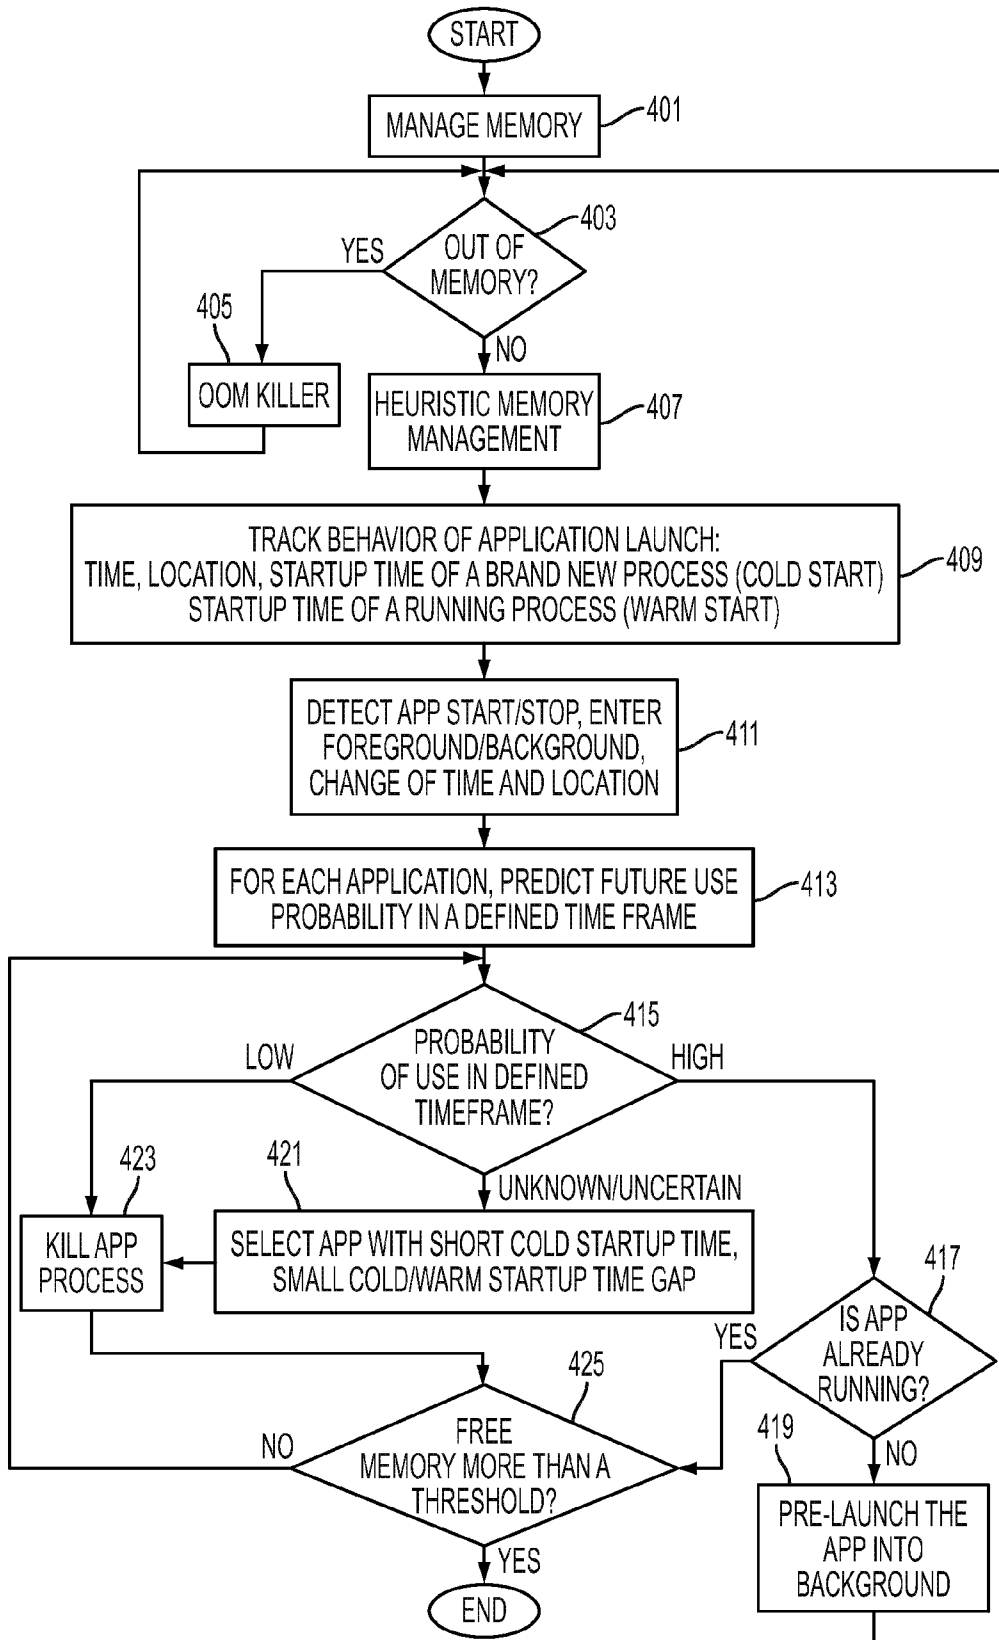 START
MANAGE MEMORY
401
403
OUT OF
MEMORY?
YES
405
NO
OOM KILLER
HEURISTIC MEMORY
MANAGEMENT
407
TRACK BEHAVIOR OF APPLICATION LAUNCH:
TIME, LOCATION, STARTUP TIME OF A BRAND NEW PROCESS (COLD START)
STARTUP TIME OF A RUNNING PROCESS (WARM START)
409
DETECT APP START/STOP, ENTER
FOREGROUND/BACKGROUND,
CHANGE OF TIME AND LOCATION
411
FOR EACH APPLICATION, PREDICT FUTURE USE
PROBABILITY IN A DEFINED TIME FRAME
413
415
PROBABILITY
OF USE IN DEFINED
TIMEFRAME?
LOW
HIGH
UNKNOWN/UNCERTAIN
423
421
KILL APP
PROCESS
SELECT APP WITH SHORT COLD STARTUP TIME,
SMALL COLD/WARM STARTUP TIME GAP
417
IS APP
ALREADY
RUNNING?
YES
425
FREE
MEMORY MORE THAN A
THRESHOLD?
NO
419
NO
PRE-LAUNCH THE
APP INTO
BACKGROUND
YES
END